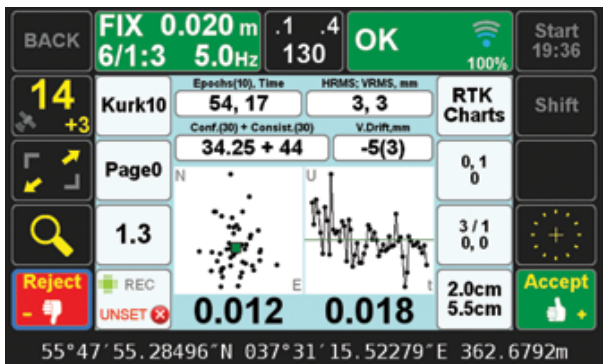 BACK
FIX 0.020 m
6/1:3 5.0Hz
.1 .4
130
OK
100%
Start
19:36
14
+3
Kurk10
Epochs(10), Time
54, 17
HRMS; VRMS, mm
3, 3
RTK
Charts
Shift
Conf.(30) + Consist.(30)
34.25 + 44
V.Drift,mm
-5(3)
Page0
0, 1
0
N
E
U
t
1.3
3 / 1
0, 0
Reject
-
REC
UNSET
0.012
0.018
2.0cm
5.5cm
Accept
+
55°47′55.28496″N 037°31′15.52279″E 362.6792m